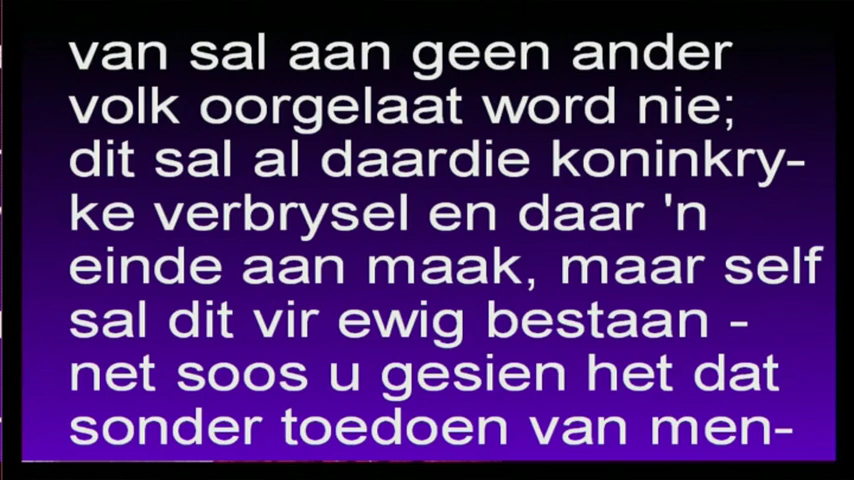 van sal aan geen ander
volk oorgelaat word nie;
dit sal al daardie koninkry-
ke verbrysel en daar 'n
einde aan maak, maar self
sal dit vir ewig bestaan -
net soos u gesien het dat
sonder toedoen van men-